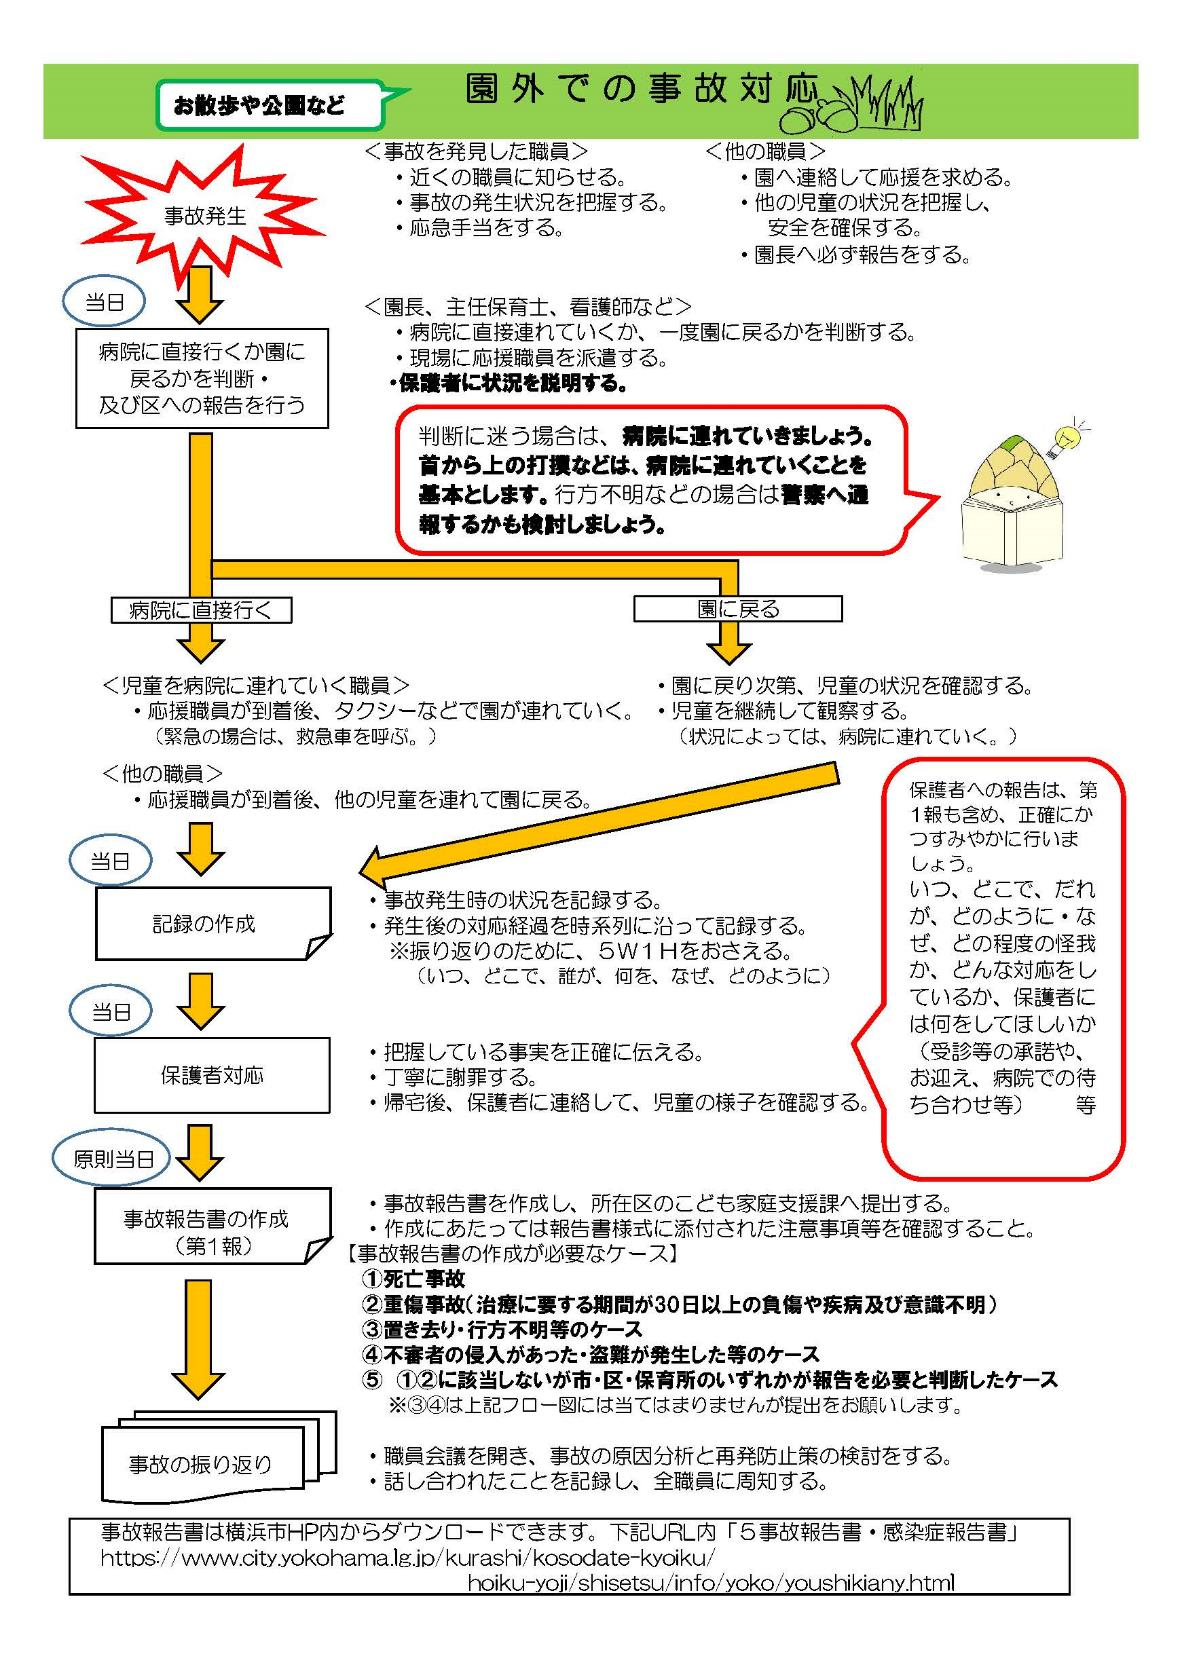 お散歩や公園など
園外での事故対応
事故発生
＜事故を発見した職員＞
・近くの職員に知らせる。
・事故の発生状況を把握する。
・応急手当をする。
＜他の職員＞
・園へ連絡して応援を求める。
・他の児童の状況を把握し、
安全を確保する。
・園長へ必ず報告をする。
当日
病院に直接行くか園に
戻るかを判断・
及び区への報告を行う
＜園長、主任保育士、看護師など＞
・病院に直接連れていくか、一度園に戻るかを判断する。
・現場に応援職員を派遣する。
・保護者に状況を説明する。
判断に迷う場合は、病院に連れていきましょう。
首から上の打撲などは、病院に連れていくことを
基本とします。行方不明などの場合は警察へ通
報するかも検討しましょう。
病院に直接行く
園に戻る
＜児童を病院に連れていく職員＞
・応援職員が到着後、タクシーなどで園が連れていく。
（緊急の場合は、救急車を呼ぶ。）
＜他の職員＞
・応援職員が到着後、他の児童を連れて園に戻る。
・園に戻り次第、児童の状況を確認する。
・児童を継続して観察する。
（状況によっては、病院に連れていく。）
保護者への報告は、第
1報も含め、正確にか
つすみやかに行いま
しょう。
いつ、どこで、だれ
が、どのように・な
ぜ、どの程度の怪我
か、どんな対応をし
ているか、保護者に
は何をしてほしいか
（受診等の承諾や、
お迎え、病院での待
ち合わせ等）　　等
当日
記録の作成
・事故発生時の状況を記録する。
・発生後の対応経過を時系列に沿って記録する。
※振り返りのために、５Ｗ１Ｈをおさえる。
（いつ、どこで、誰が、何を、なぜ、どのように）
当日
保護者対応
・把握している事実を正確に伝える。
・丁寧に謝罪する。
・帰宅後、保護者に連絡して、児童の様子を確認する。
原則当日
事故報告書の作成
（第1報）
・事故報告書を作成し、所在区のこども家庭支援課へ提出する。
・作成にあたっては報告書様式に添付された注意事項等を確認すること。
【事故報告書の作成が必要なケース】
①死亡事故
②重傷事故（治療に要する期間が30日以上の負傷や疾病及び意識不明）
③置き去り・行方不明等のケース
④不審者の侵入があった・盗難が発生した等のケース
⑤　①②に該当しないが市・区・保育所のいずれかが報告を必要と判断したケース
※③④は上記フロー図には当てはまりませんが提出をお願いします。
事故の振り返り
・職員会議を開き、事故の原因分析と再発防止策の検討をする。
・話し合われたことを記録し、全職員に周知する。
事故報告書は横浜市HP内からダウンロードできます。下記URL内「５事故報告書・感染症報告書」
https://www.city.yokohama.lg.jp/kurashi/kosodate-kyoiku/
hoiku-yoji/shisetsu/info/yoko/youshikiany.html